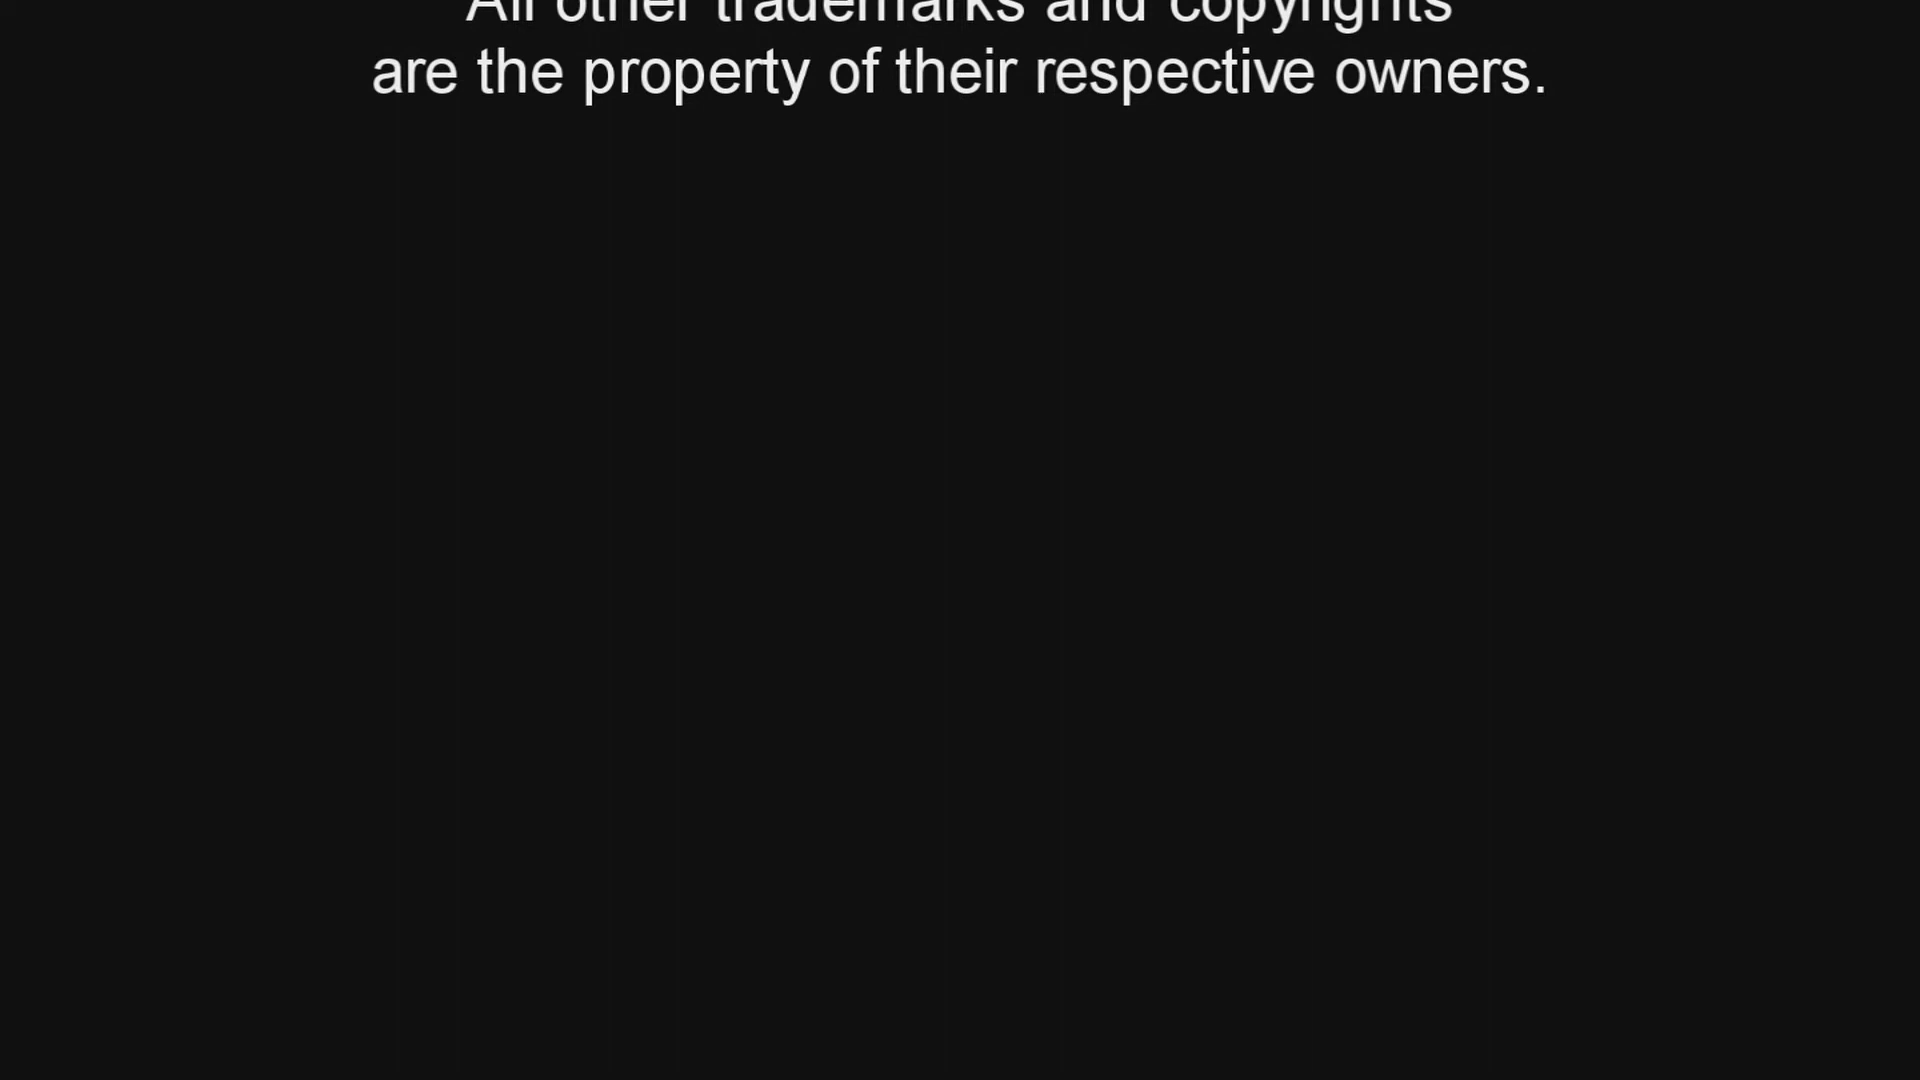 All other trademarks and copyrights
are the property of their respective owners.